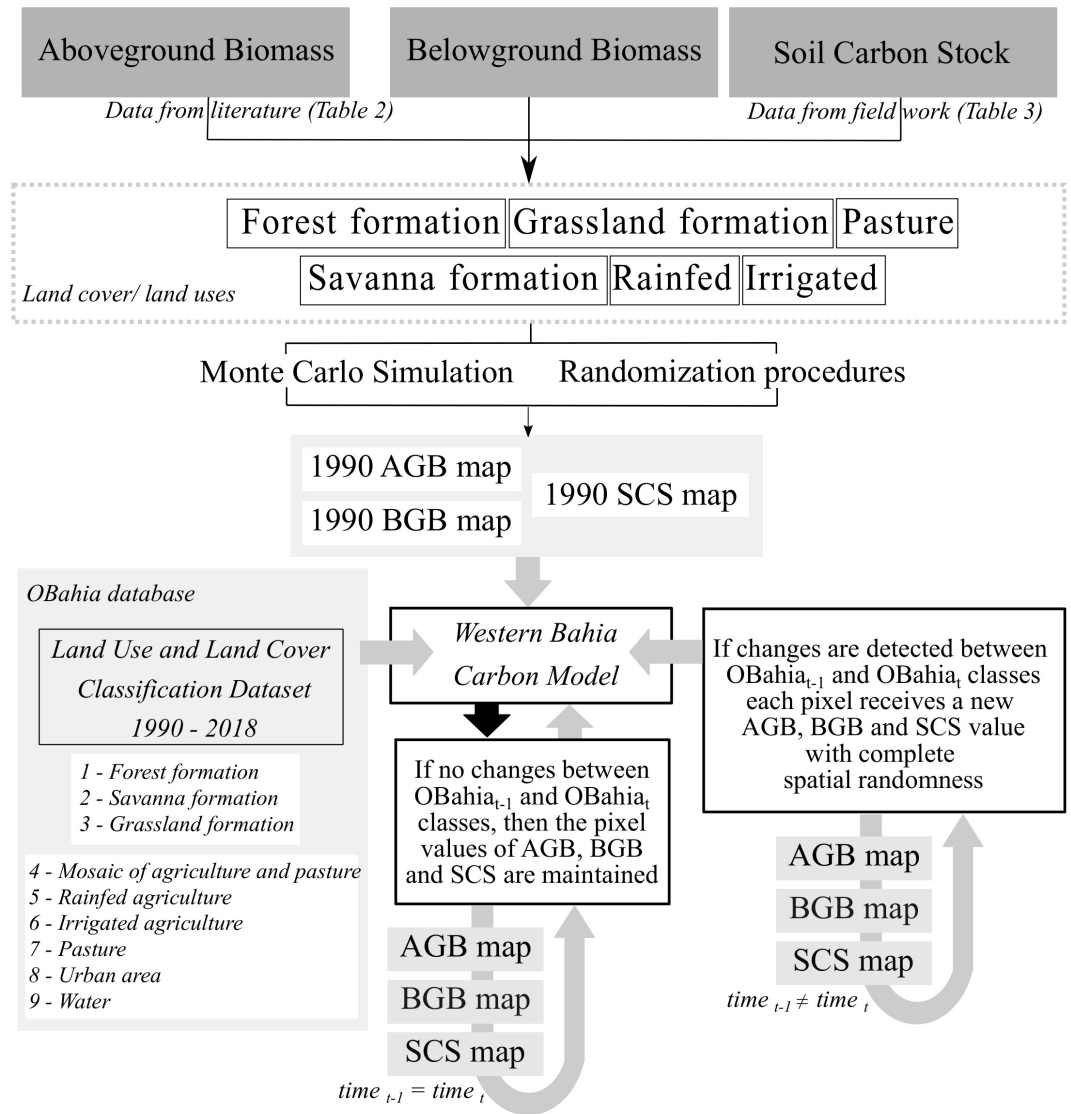 Aboveground Biomass
Belowground Biomass
Soil Carbon Stock
Data from literature (Table 2)
Data from field work (Table 3)
Forest formation
Grassland formation
Pasture
Savanna formation
Rainfed
Irrigated
Land cover/ land uses
Monte Carlo Simulation
Randomization procedures
1990 AGB map
1990 BGB map
1990 SCS map
OBahia database
Land Use and Land Cover
Classification Dataset
1990 - 2018
1 - Forest formation
2 - Savanna formation
3 - Grassland formation
4 - Mosaic of agriculture and pasture
5 - Rainfed agriculture
6 - Irrigated agriculture
7 - Pasture
8 - Urban area
9 - Water
Western Bahia
Carbon Model
If no changes between
OBahia t-1 and OBahia t
classes, then the pixel
values of AGB, BGB
and SCS are maintained
AGB map
BGB map
SCS map
time t-1 = time t
If changes are detected between
OBahia t-1 and OBahia t classes
each pixel receives a new
AGB, BGB and SCS value
with complete
spatial randomness
AGB map
BGB map
SCS map
time t-1 ≠ time t